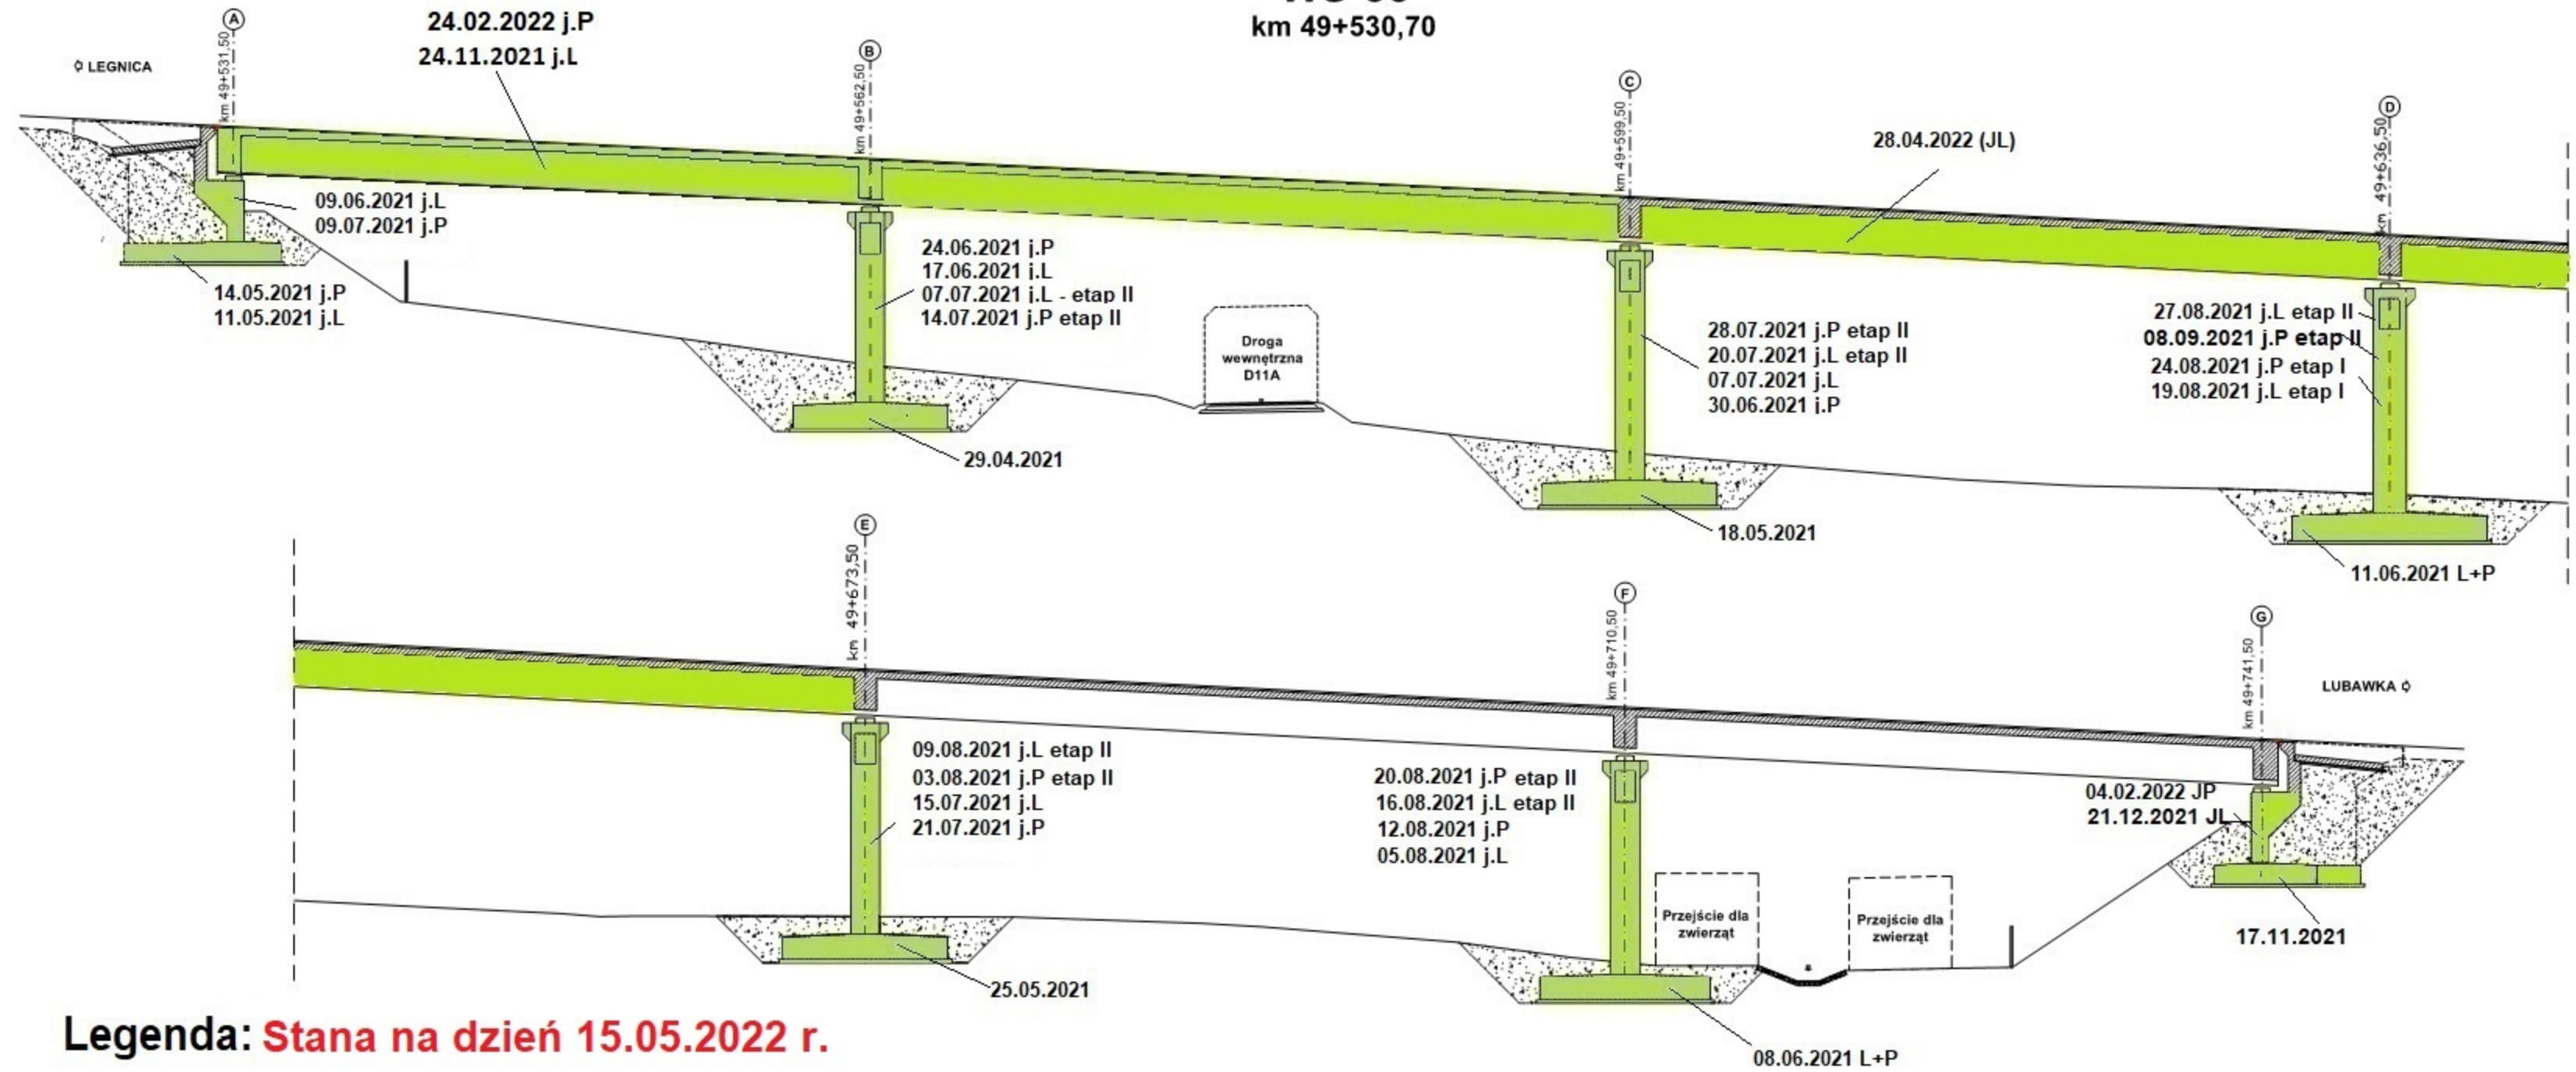 km 49+530,70
LEGNICA
A
km 49+531,50
24.02.2022 j.P
24.11.2021 j.L
B
km 49+562,50
C
km 49+599,50
28.04.2022 (JL)
D
km 49+636,50
09.06.2021 j.L
09.07.2021 j.P
14.05.2021 j.P
11.05.2021 j.L
24.06.2021 j.P
17.06.2021 j.L
07.07.2021 j.L - etap II
14.07.2021 j.P etap II
29.04.2021
Droga
wewnętrzna
D11A
28.07.2021 j.P etap II
20.07.2021 j.L etap II
07.07.2021 j.L
30.06.2021 j.P
18.05.2021
27.08.2021 j.L etap II
08.09.2021 j.P etap II
24.08.2021 j.P etap I
19.08.2021 j.L etap I
11.06.2021 L+P
E
km 49+673,50
F
km 49+710,50
G
km 49+741,50
LUBAWKA
09.08.2021 j.L etap II
03.08.2021 j.P etap II
15.07.2021 j.L
21.07.2021 j.P
25.05.2021
20.08.2021 j.P etap II
16.08.2021 j.L etap II
12.08.2021 j.P
05.08.2021 j.L
Przejście dla
zwierząt
Przejście dla
zwierząt
08.06.2021 L+P
04.02.2022 JP
21.12.2021 JL
17.11.2021
Legenda: Stana na dzień 15.05.2022 r.